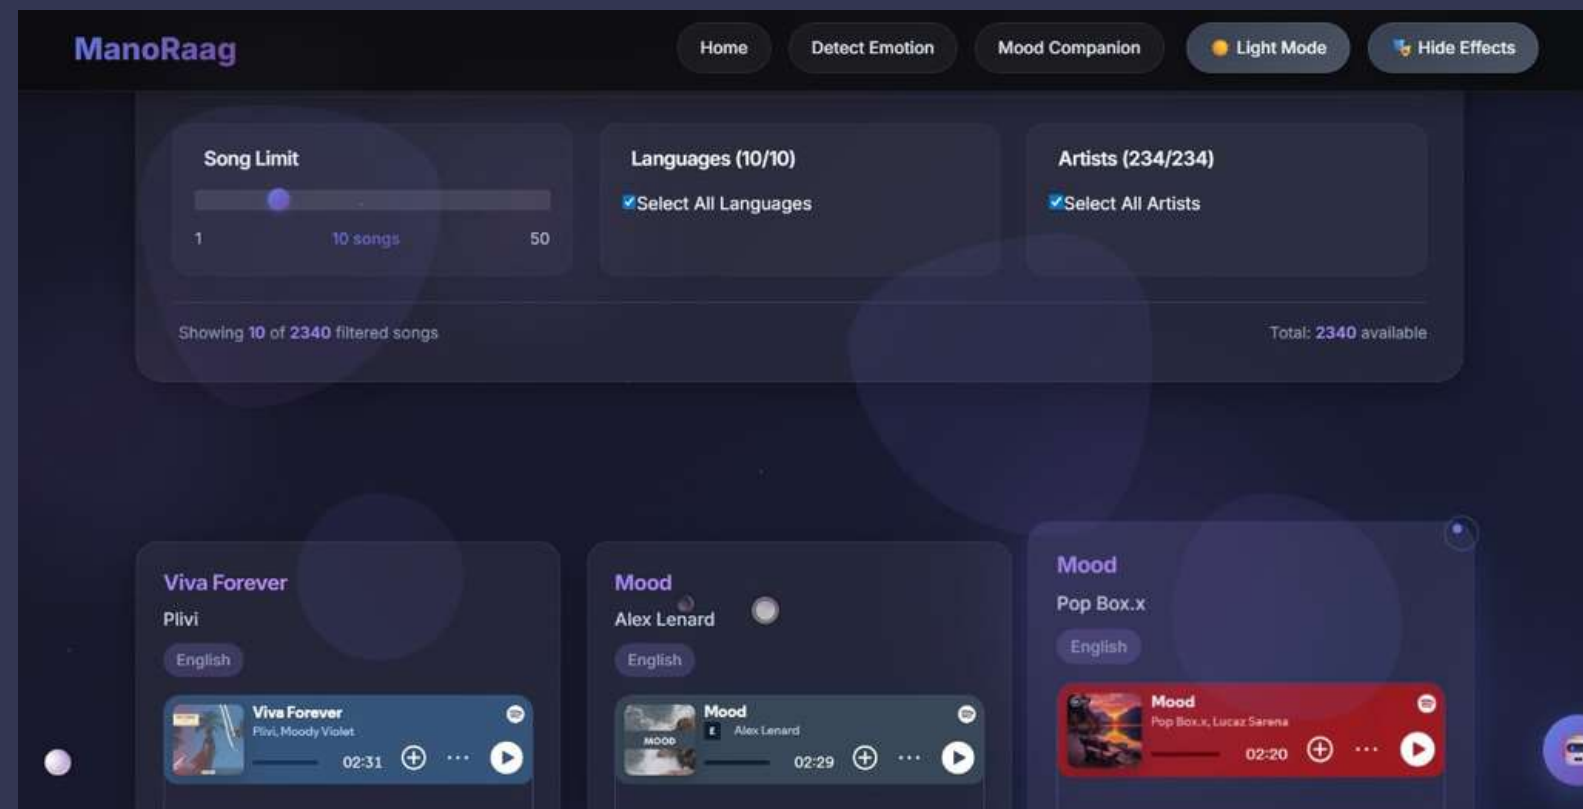 ManoRaag
Home
Detect Emotion
Mood Companion
Light Mode
Hide Effects
Song Limit
1
10 songs
50
Languages (10/10)
Select All Languages
Artists (234/234)
Select All Artists
Showing 10 of 2340 filtered songs
Total: 2340 available
Viva Forever
Plivi
English
Viva Forever
Plivi, Moody Violet
02:31
Mood
Alex Lenard
English
MOOD
Mood
E Alex Lenard
02:29
Mood
Pop Box.x
English
Mood
Pop Box.x, Lucaz Sarena
02:20